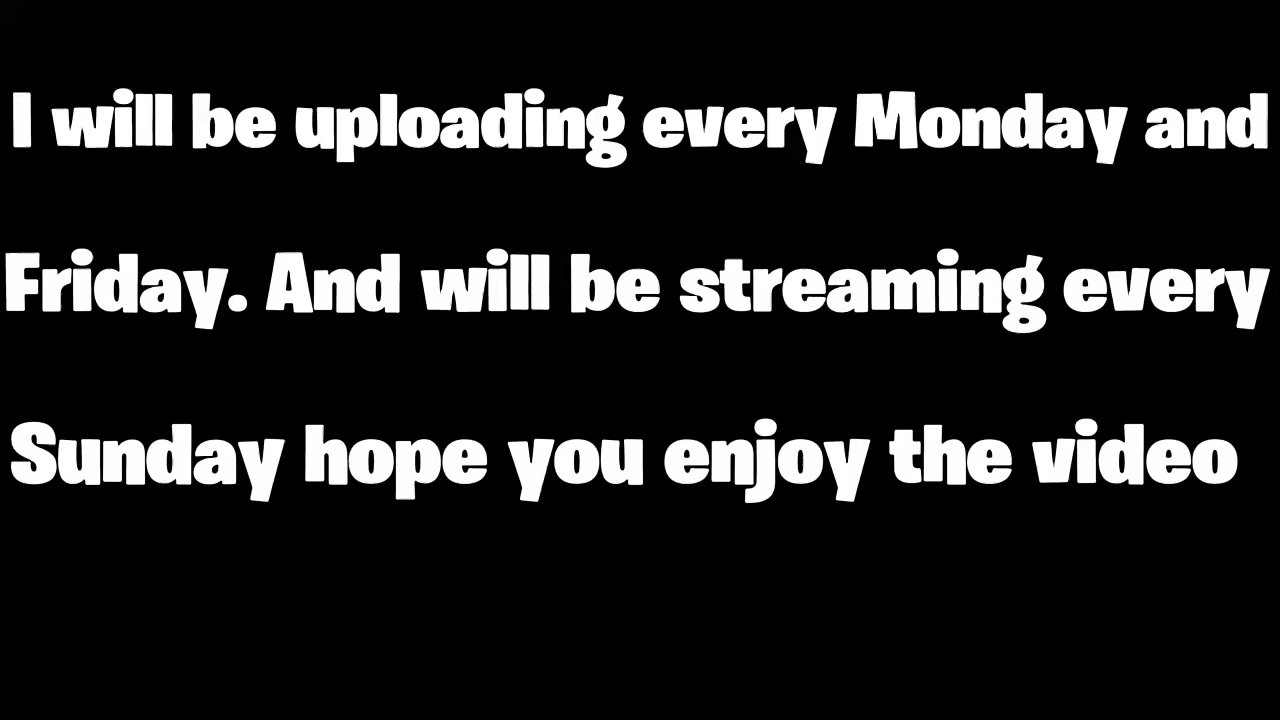 I will be uploading every Monday and
Friday. And will be streaming every
Sunday hope you enjoy the video